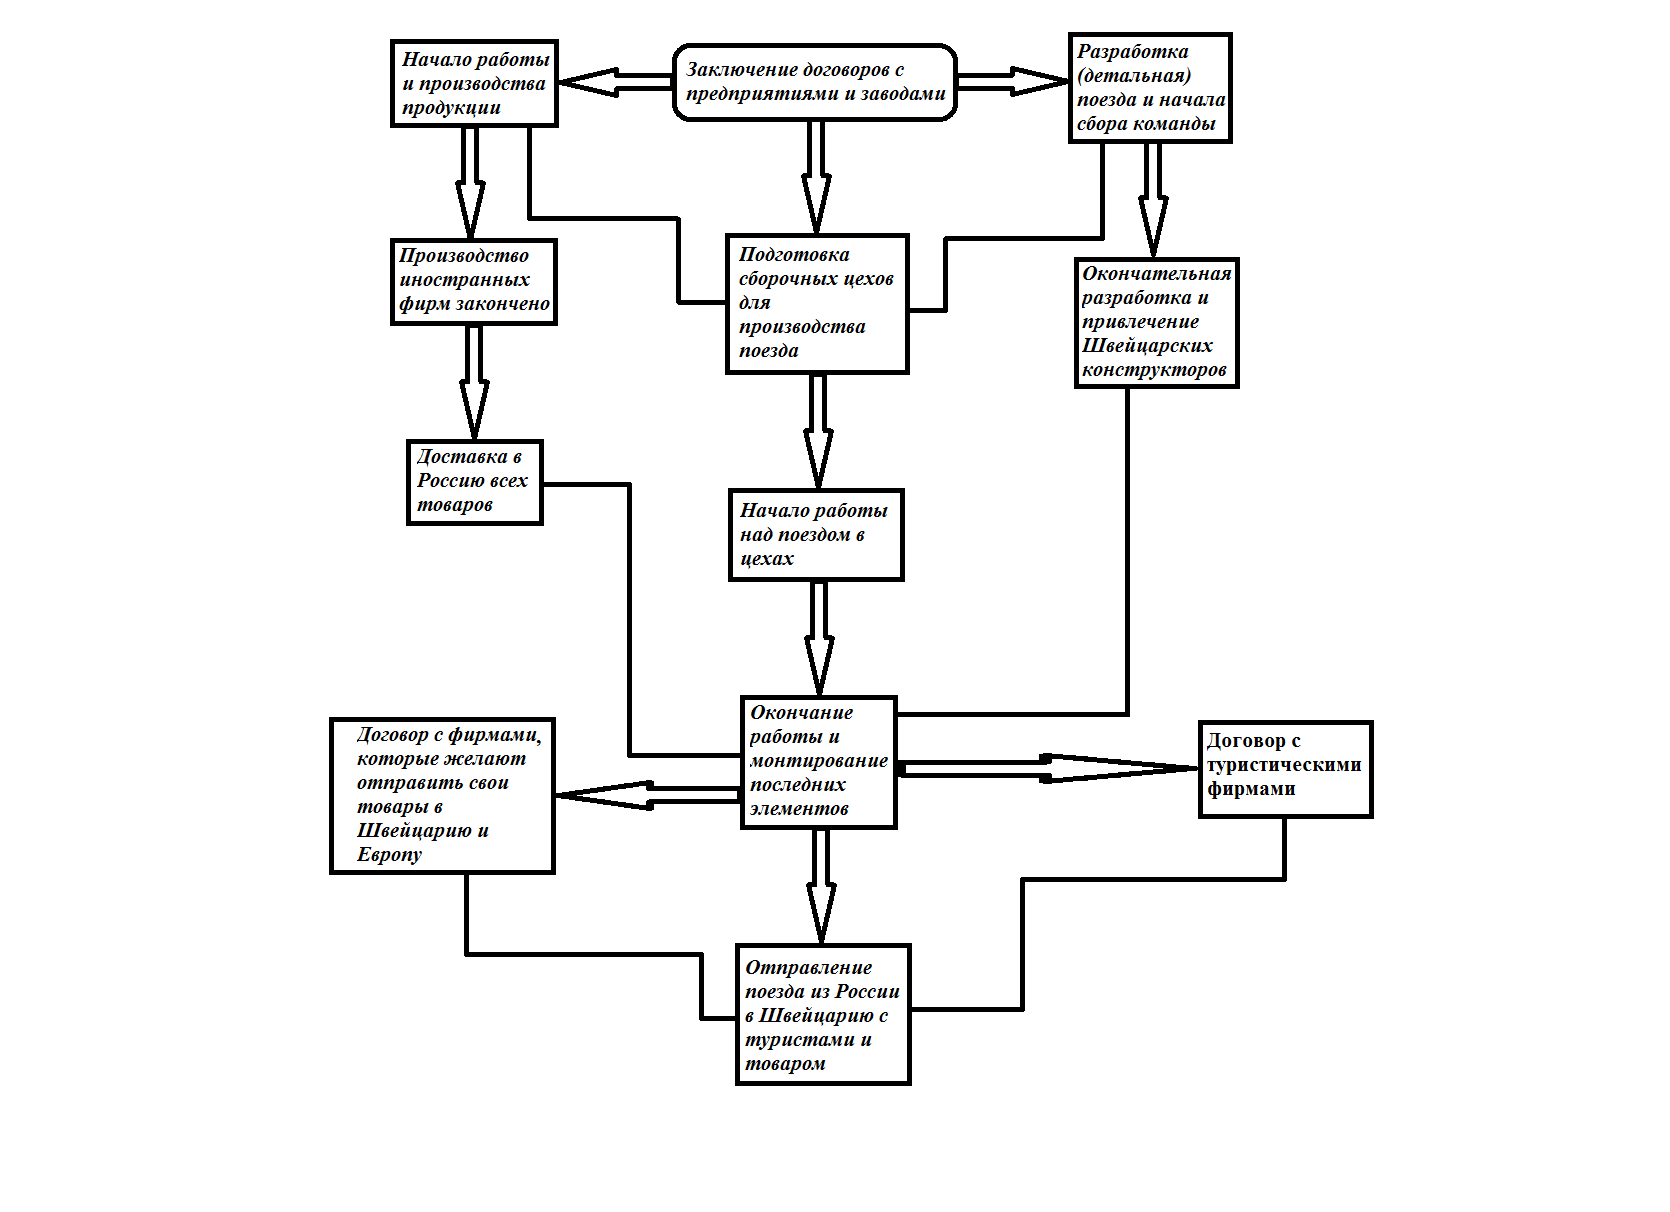 Начало работы
и производства
продукции
Заключение договоров с
предприятиями и заводами
Разработка
(детальная)
поезда и начала
сбора команды
Производство
иностранных
фирм закончено
Подготовка
сборочных цехов
для
производства
поезда
Окончательная
разработка и
привлечение
Швейцарских
конструкторов
Доставка в
Россию всех
товаров
Начало работы
над поездом в
цехах
Договор с фирмами,
которые желают
отправить свои
товары в
Швейцарию и
Европу
Окончание
работы и
монтирование
последних
элементов
Договор с
туристическими
фирмами
Отправление
поезда из России
в Швейцарию с
туристами и
товаром